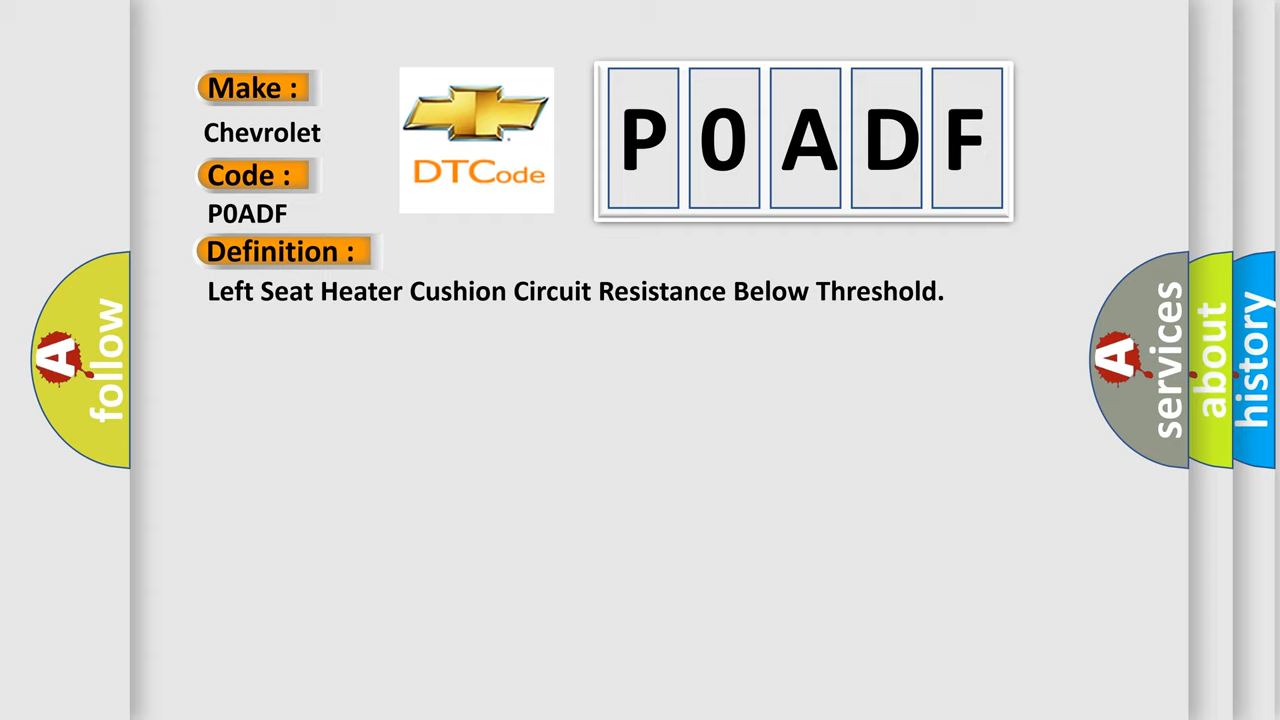 Make :
Chevrolet
Code :
P0ADF
Definition :
Left Seat Heater Cushion Circuit Resistance Below Threshold.
DTCode
P 0 A D F
A follow
A services
about
history